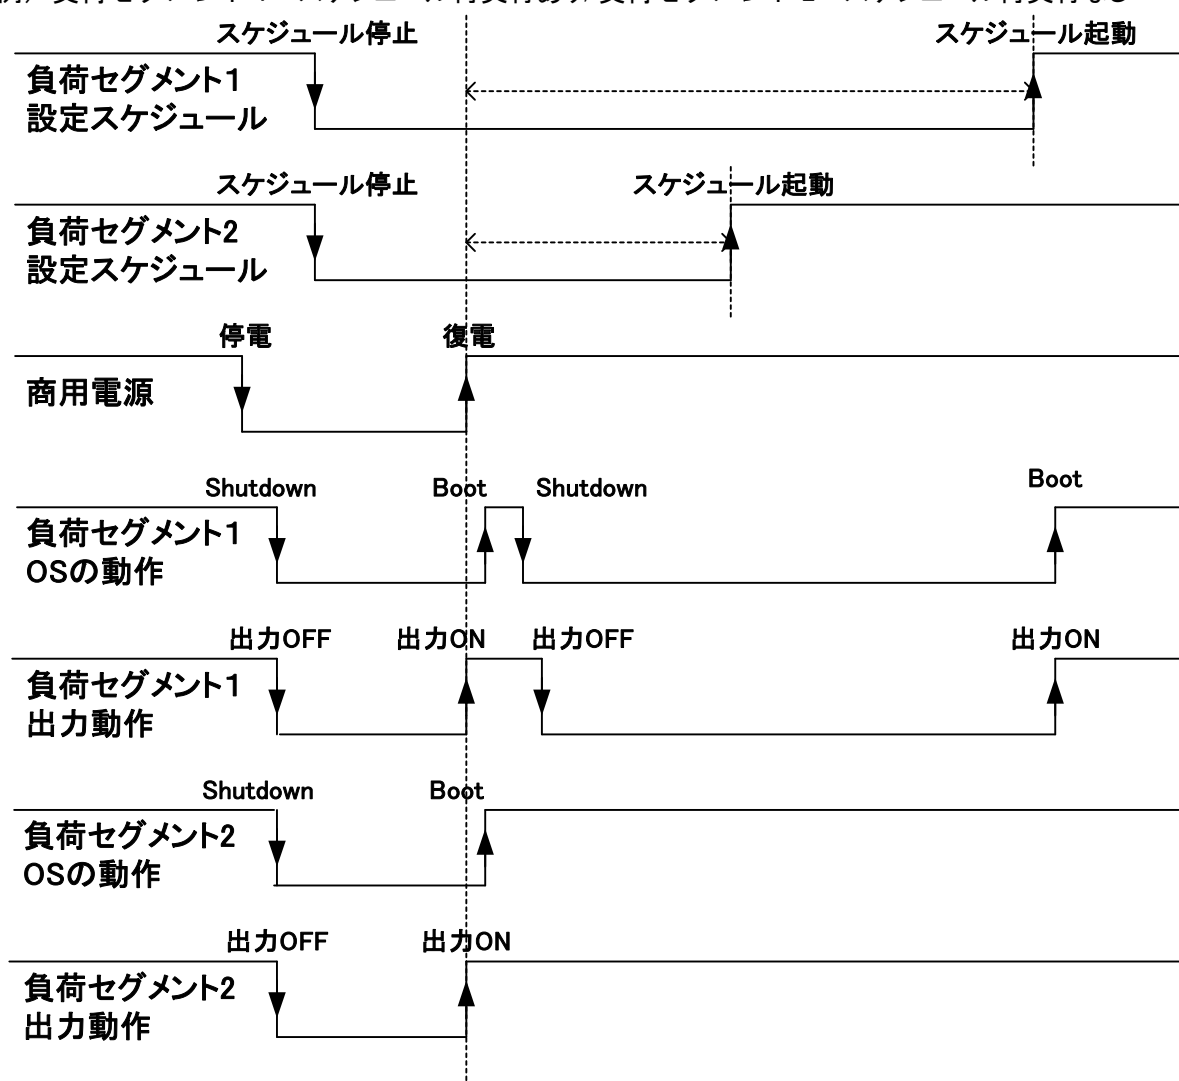 スケジュール停止 スケジュール起動
負荷セグメント1
設定スケジュール
スケジュール停止 スケジュール起動
負荷セグメント2
設定スケジュール
停電 復電
商用電源
Shutdown Boot Shutdown Boot
負荷セグメント1
OSの動作
出力OFF 出力ON 出力OFF 出力ON
負荷セグメント1
出力動作
Shutdown Boot
負荷セグメント2
OSの動作
出力OFF 出力ON
負荷セグメント2
出力動作